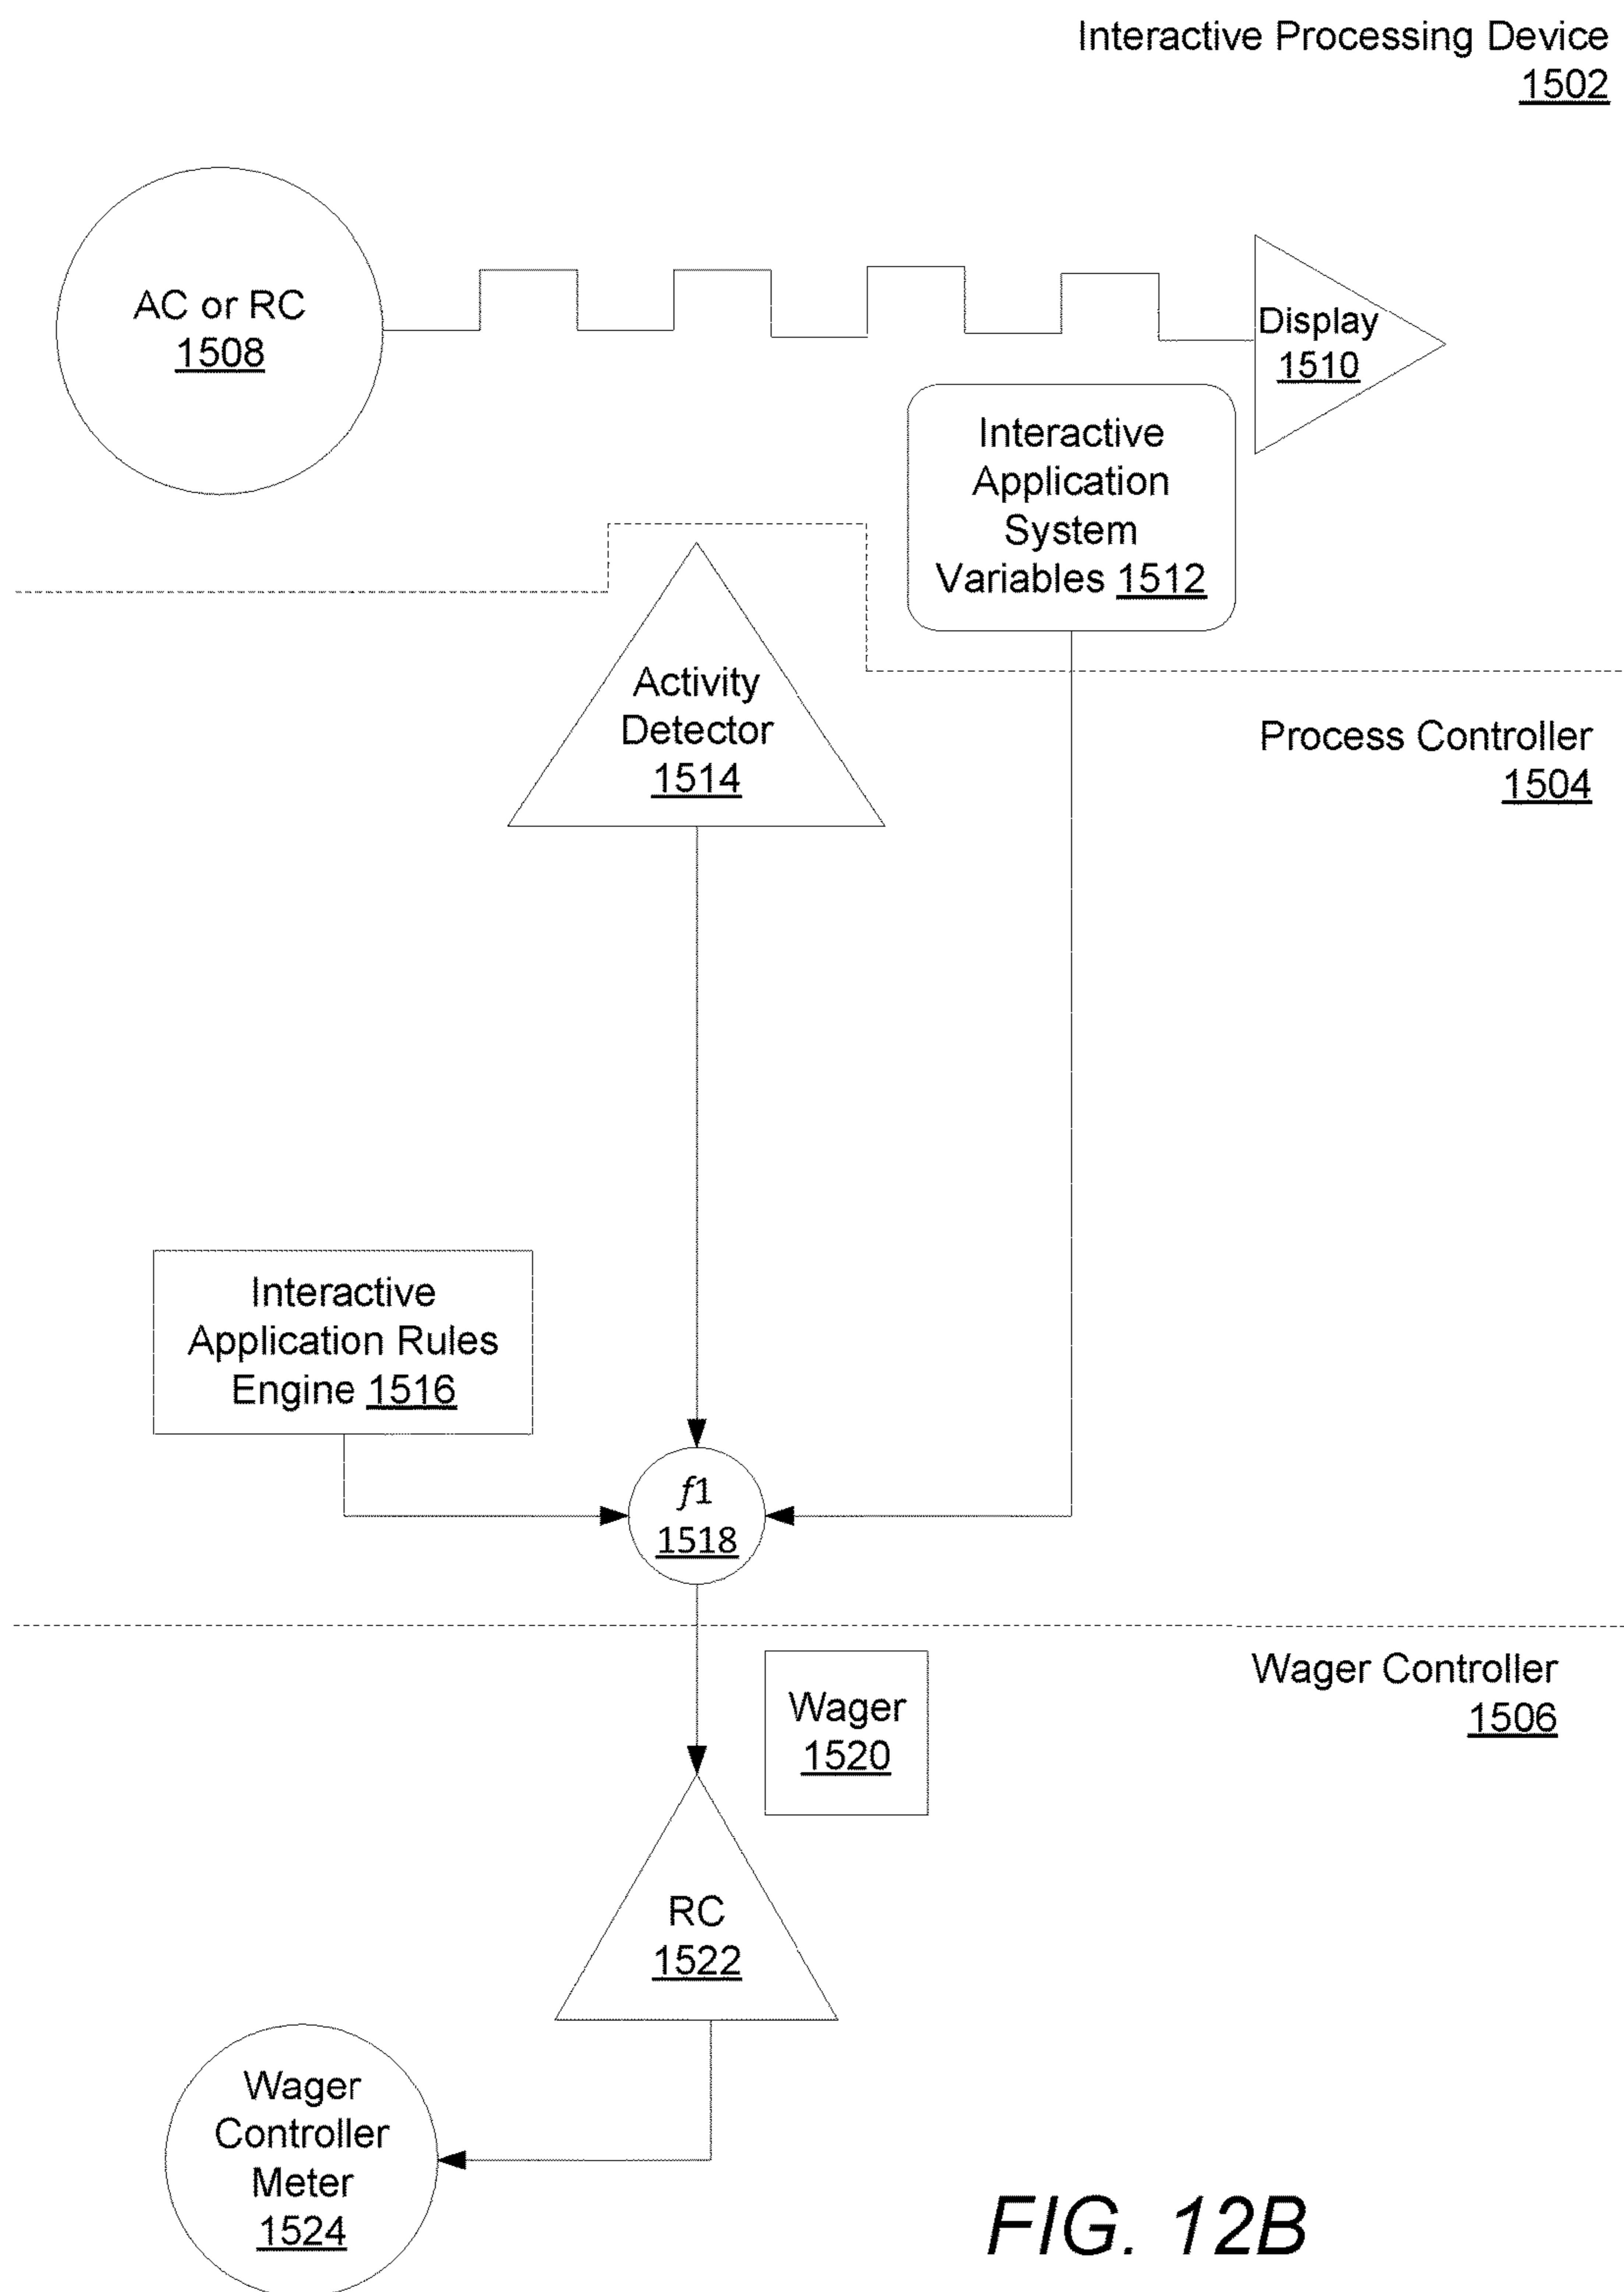 Interactive Processing Device
1502
AC or RC
1508
Display
1510
Interactive
Application
System
Variables 1512
Activity
Detector
1514
Process Controller
1504
Interactive
Application Rules
Engine 1516
f1
1518
Wager Controller
1506
Wager
1520
RC
1522
Wager
Controller
Meter
1524
FIG. 12B